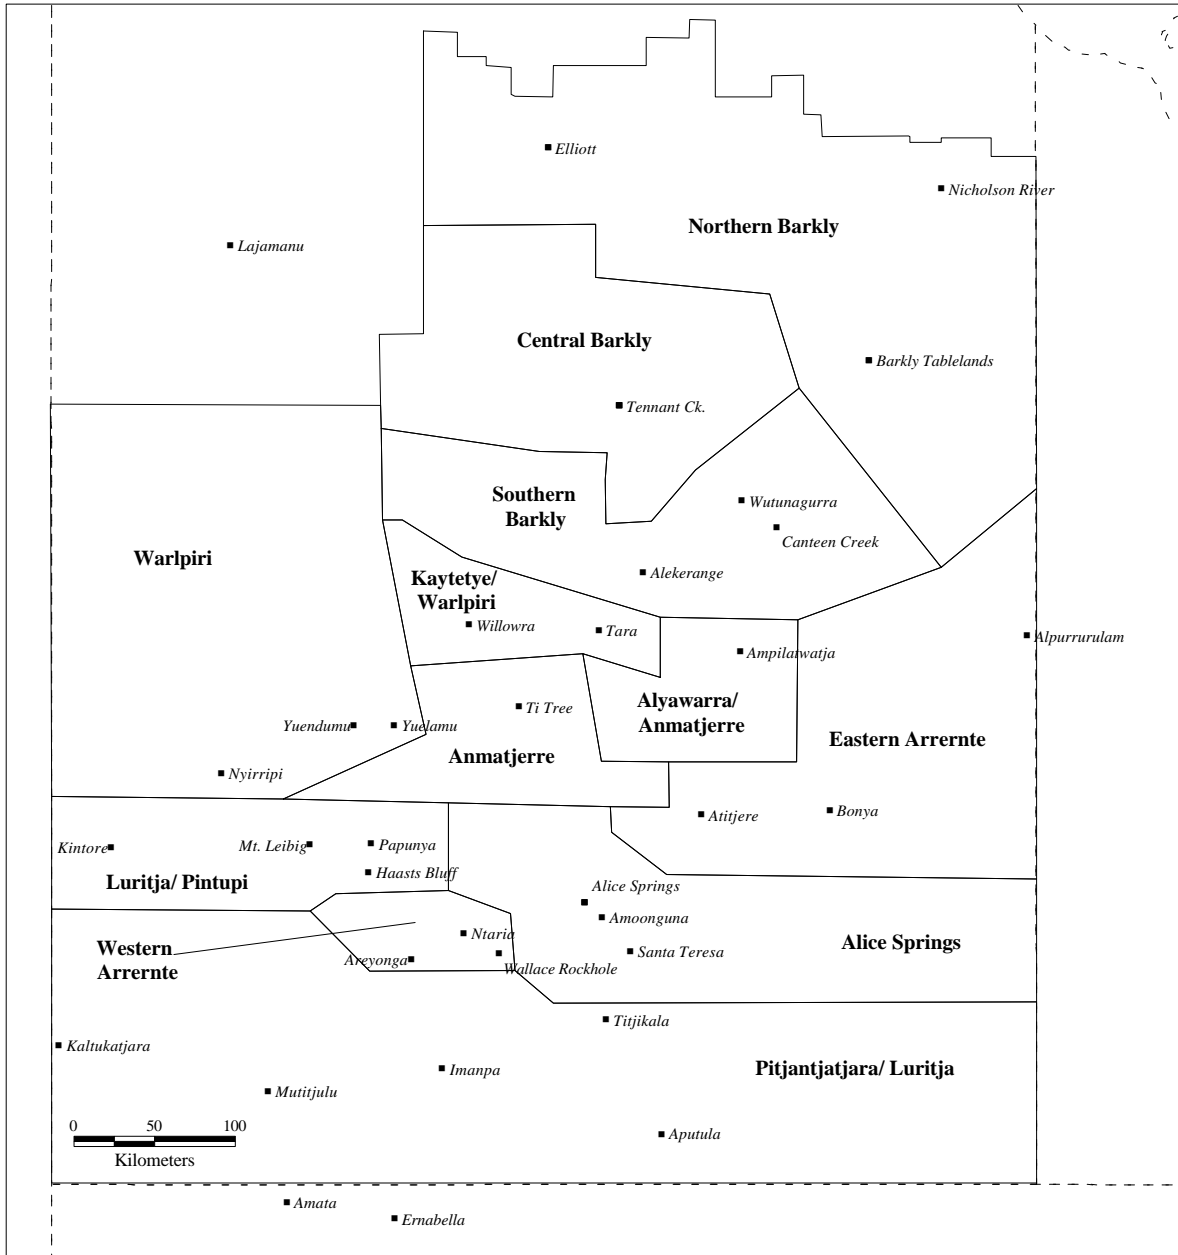 Elliott
Nicholson River
Northern Barkly
Lajamanu
Central Barkly
Barkly Tablelands
Tennant Ck.
Southern
Barkly
Wutunagurra
Canteen Creek
Warlpiri
Alekerange
Kaytetye/
Warlpiri
Willowra
Tara
Alpurrurulam
Ampilatwatja
Alyawarra/
Anmatjerre
Ti Tree
Yuendumu
Yuelamu
Eastern Arrernte
Anmatjerre
Nyirripi
Atitjere
Bonya
Kintore
Mt. Leibig
Papunya
Haasts Bluff
Luritja/ Pintupi
Alice Springs
Amoonguna
Ntaria
Western
Arrernte
Alice Springs
Santa Teresa
Areyonga
Wallace Rockhole
Titjikala
Kaltukatjara
Imanpa
Pitjantjatjara/ Luritja
Mutitjulu
0 50 100
Kilometers
Aputula
Amata
Ernabella